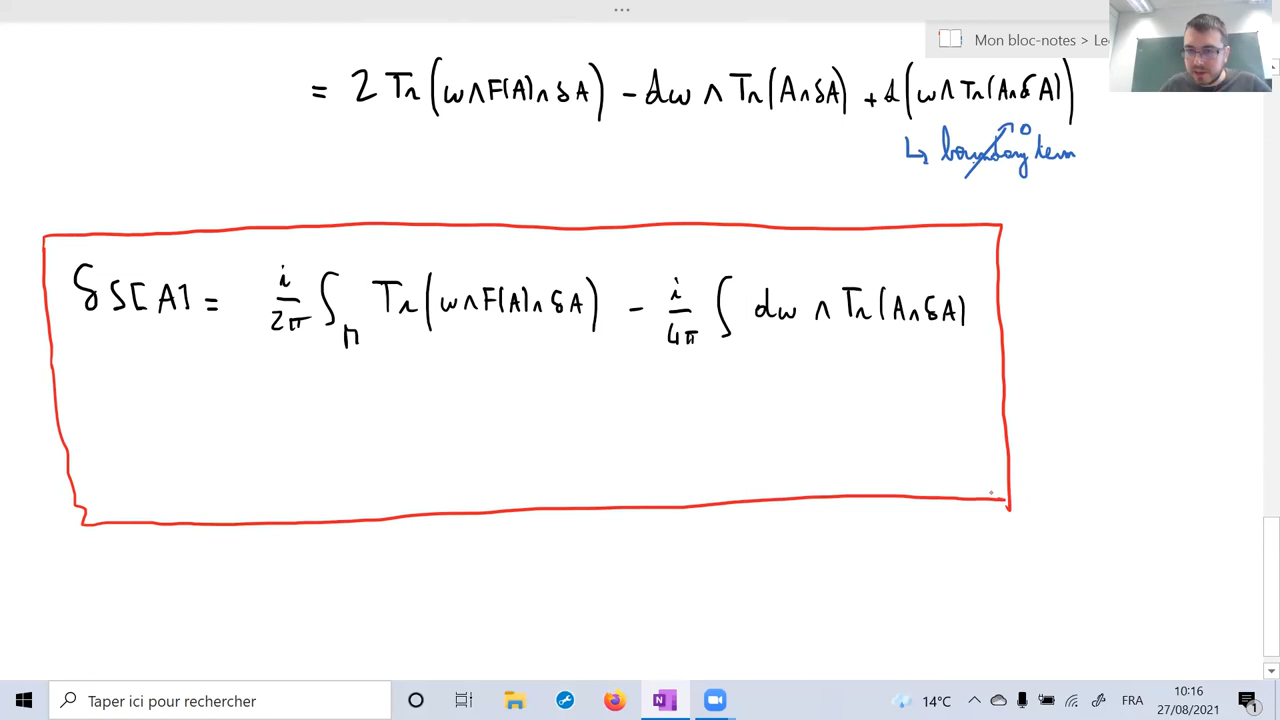 Mon bloc-notes > Le
= 2 Tr(ω∧F(A)∧δA) - dω ∧ Tr(A∧δA) + d(ω∧Tr(A∧δA))
↳ boundary term → 0
δS[A] = i/2π ∫_M Tr(ω∧F(A)∧δA) - i/4π ∫ dω ∧ Tr(A∧δA)
Taper ici pour rechercher
14°C
FRA
10:16
27/08/2021
1